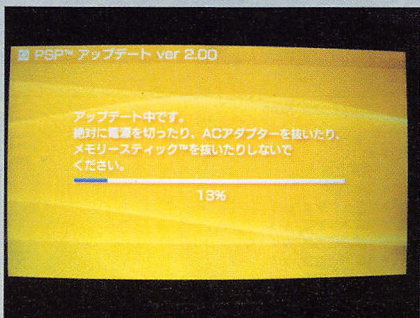 PSP™ アップデート ver 2.00
アップデート中です。
絶対に電源を切ったり、ACアダプターを抜いたり、
メモリースティック™を抜いたりしないで
ください。
13%